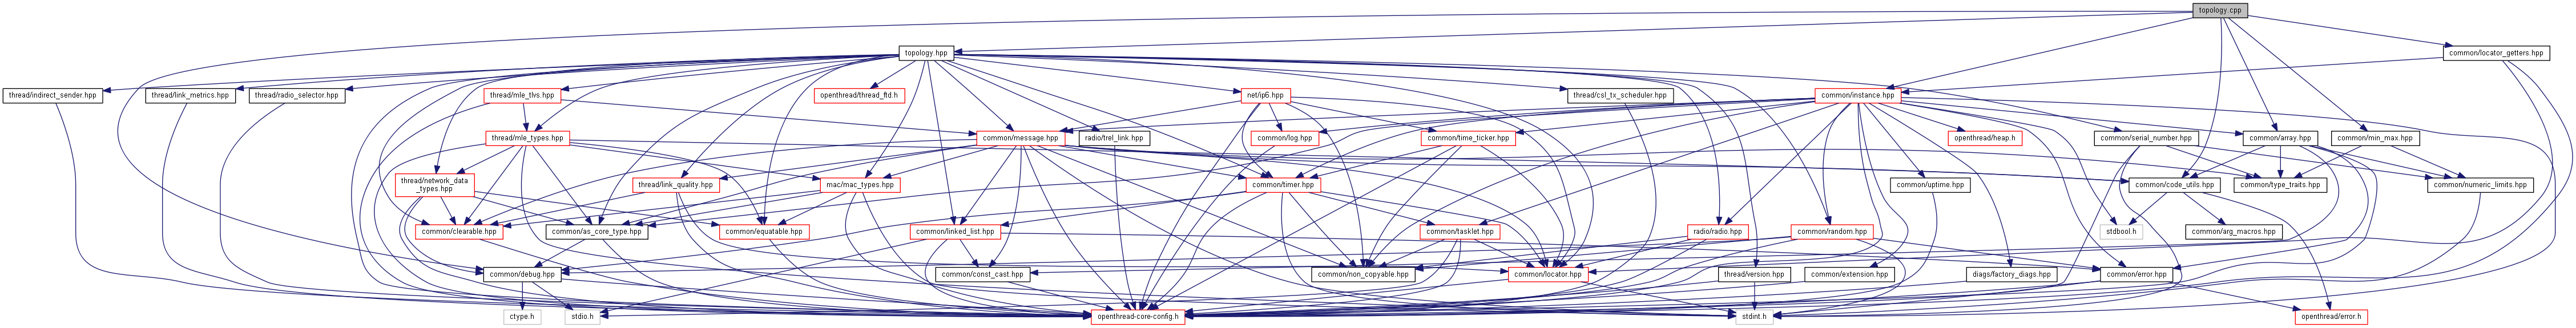 topology.cpp
topology.hpp
common/locator_getters.hpp
thread/indirect_sender.hpp
thread/link_metrics.hpp
thread/radio_selector.hpp
thread/mle_tlvs.hpp
openthread/thread_ftd.h
net/ip6.hpp
thread/csl_tx_scheduler.hpp
common/instance.hpp
thread/mle_types.hpp
common/message.hpp
radio/trel_link.hpp
common/log.hpp
common/time_ticker.hpp
openthread/heap.h
common/serial_number.hpp
common/array.hpp
common/min_max.hpp
thread/network_data
_types.hpp
thread/link_quality.hpp
mac/mac_types.hpp
common/timer.hpp
common/uptime.hpp
common/code_utils.hpp
common/type_traits.hpp
common/numeric_limits.hpp
common/clearable.hpp
common/as_core_type.hpp
common/equatable.hpp
common/linked_list.hpp
common/tasklet.hpp
radio/radio.hpp
common/random.hpp
stdbool.h
common/arg_macros.hpp
common/debug.hpp
common/const_cast.hpp
common/non_copyable.hpp
common/locator.hpp
thread/version.hpp
common/extension.hpp
diags/factory_diags.hpp
common/error.hpp
ctype.h
stdio.h
openthread-core-config.h
stdint.h
openthread/error.h